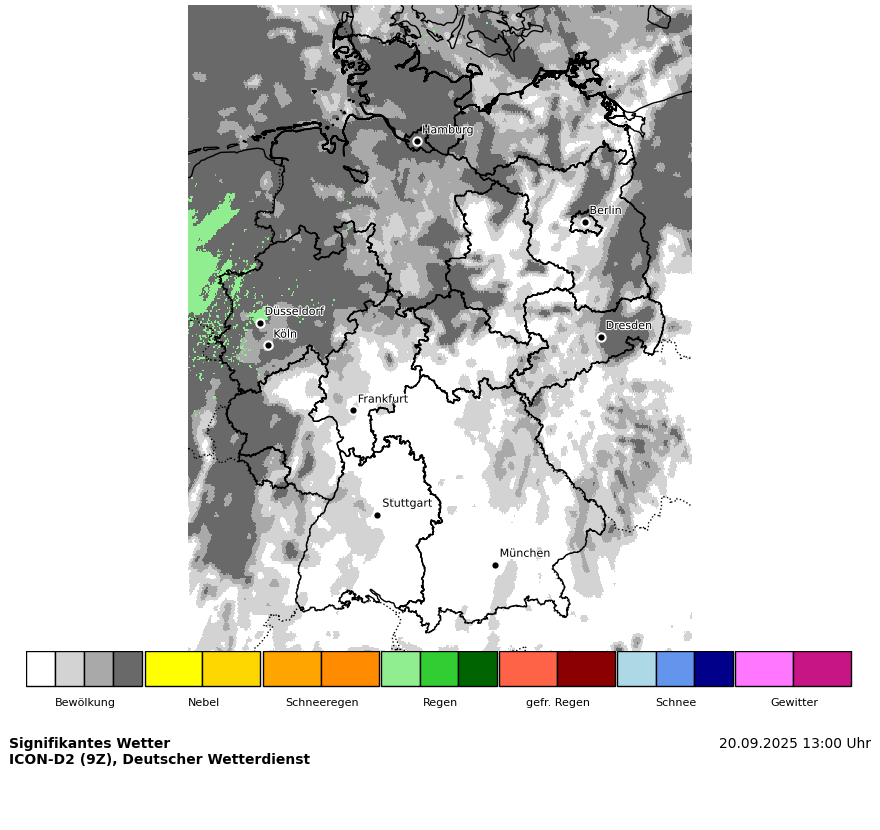 Hamburg
Berlin
Düsseldorf
Köln
Dresden
Frankfurt
Stuttgart
München
Bewölkung Nebel Schneeregen Regen gefr. Regen Schnee Gewitter
Signifikantes Wetter 20.09.2025 13:00 Uhr
ICON-D2 (9Z), Deutscher Wetterdienst